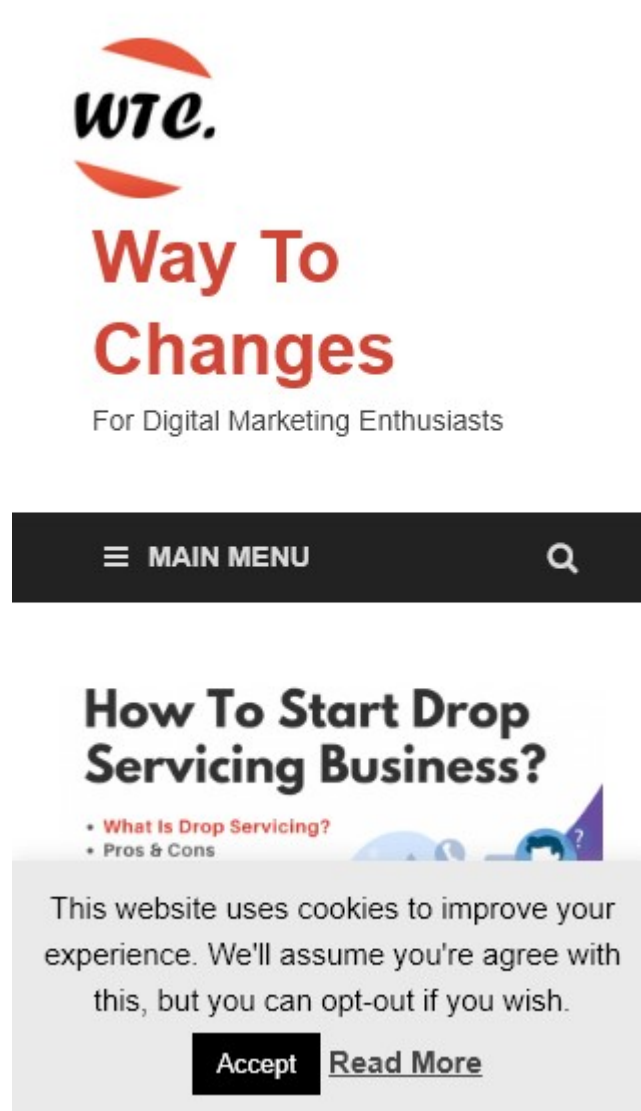 WTC.
Way To
Changes
For Digital Marketing Enthusiasts
MAIN MENU
How To Start Drop
Servicing Business?
• What Is Drop Servicing?
• Pros & Cons
?
This website uses cookies to improve your
experience. We'll assume you're agree with
this, but you can opt-out if you wish.
Accept Read More